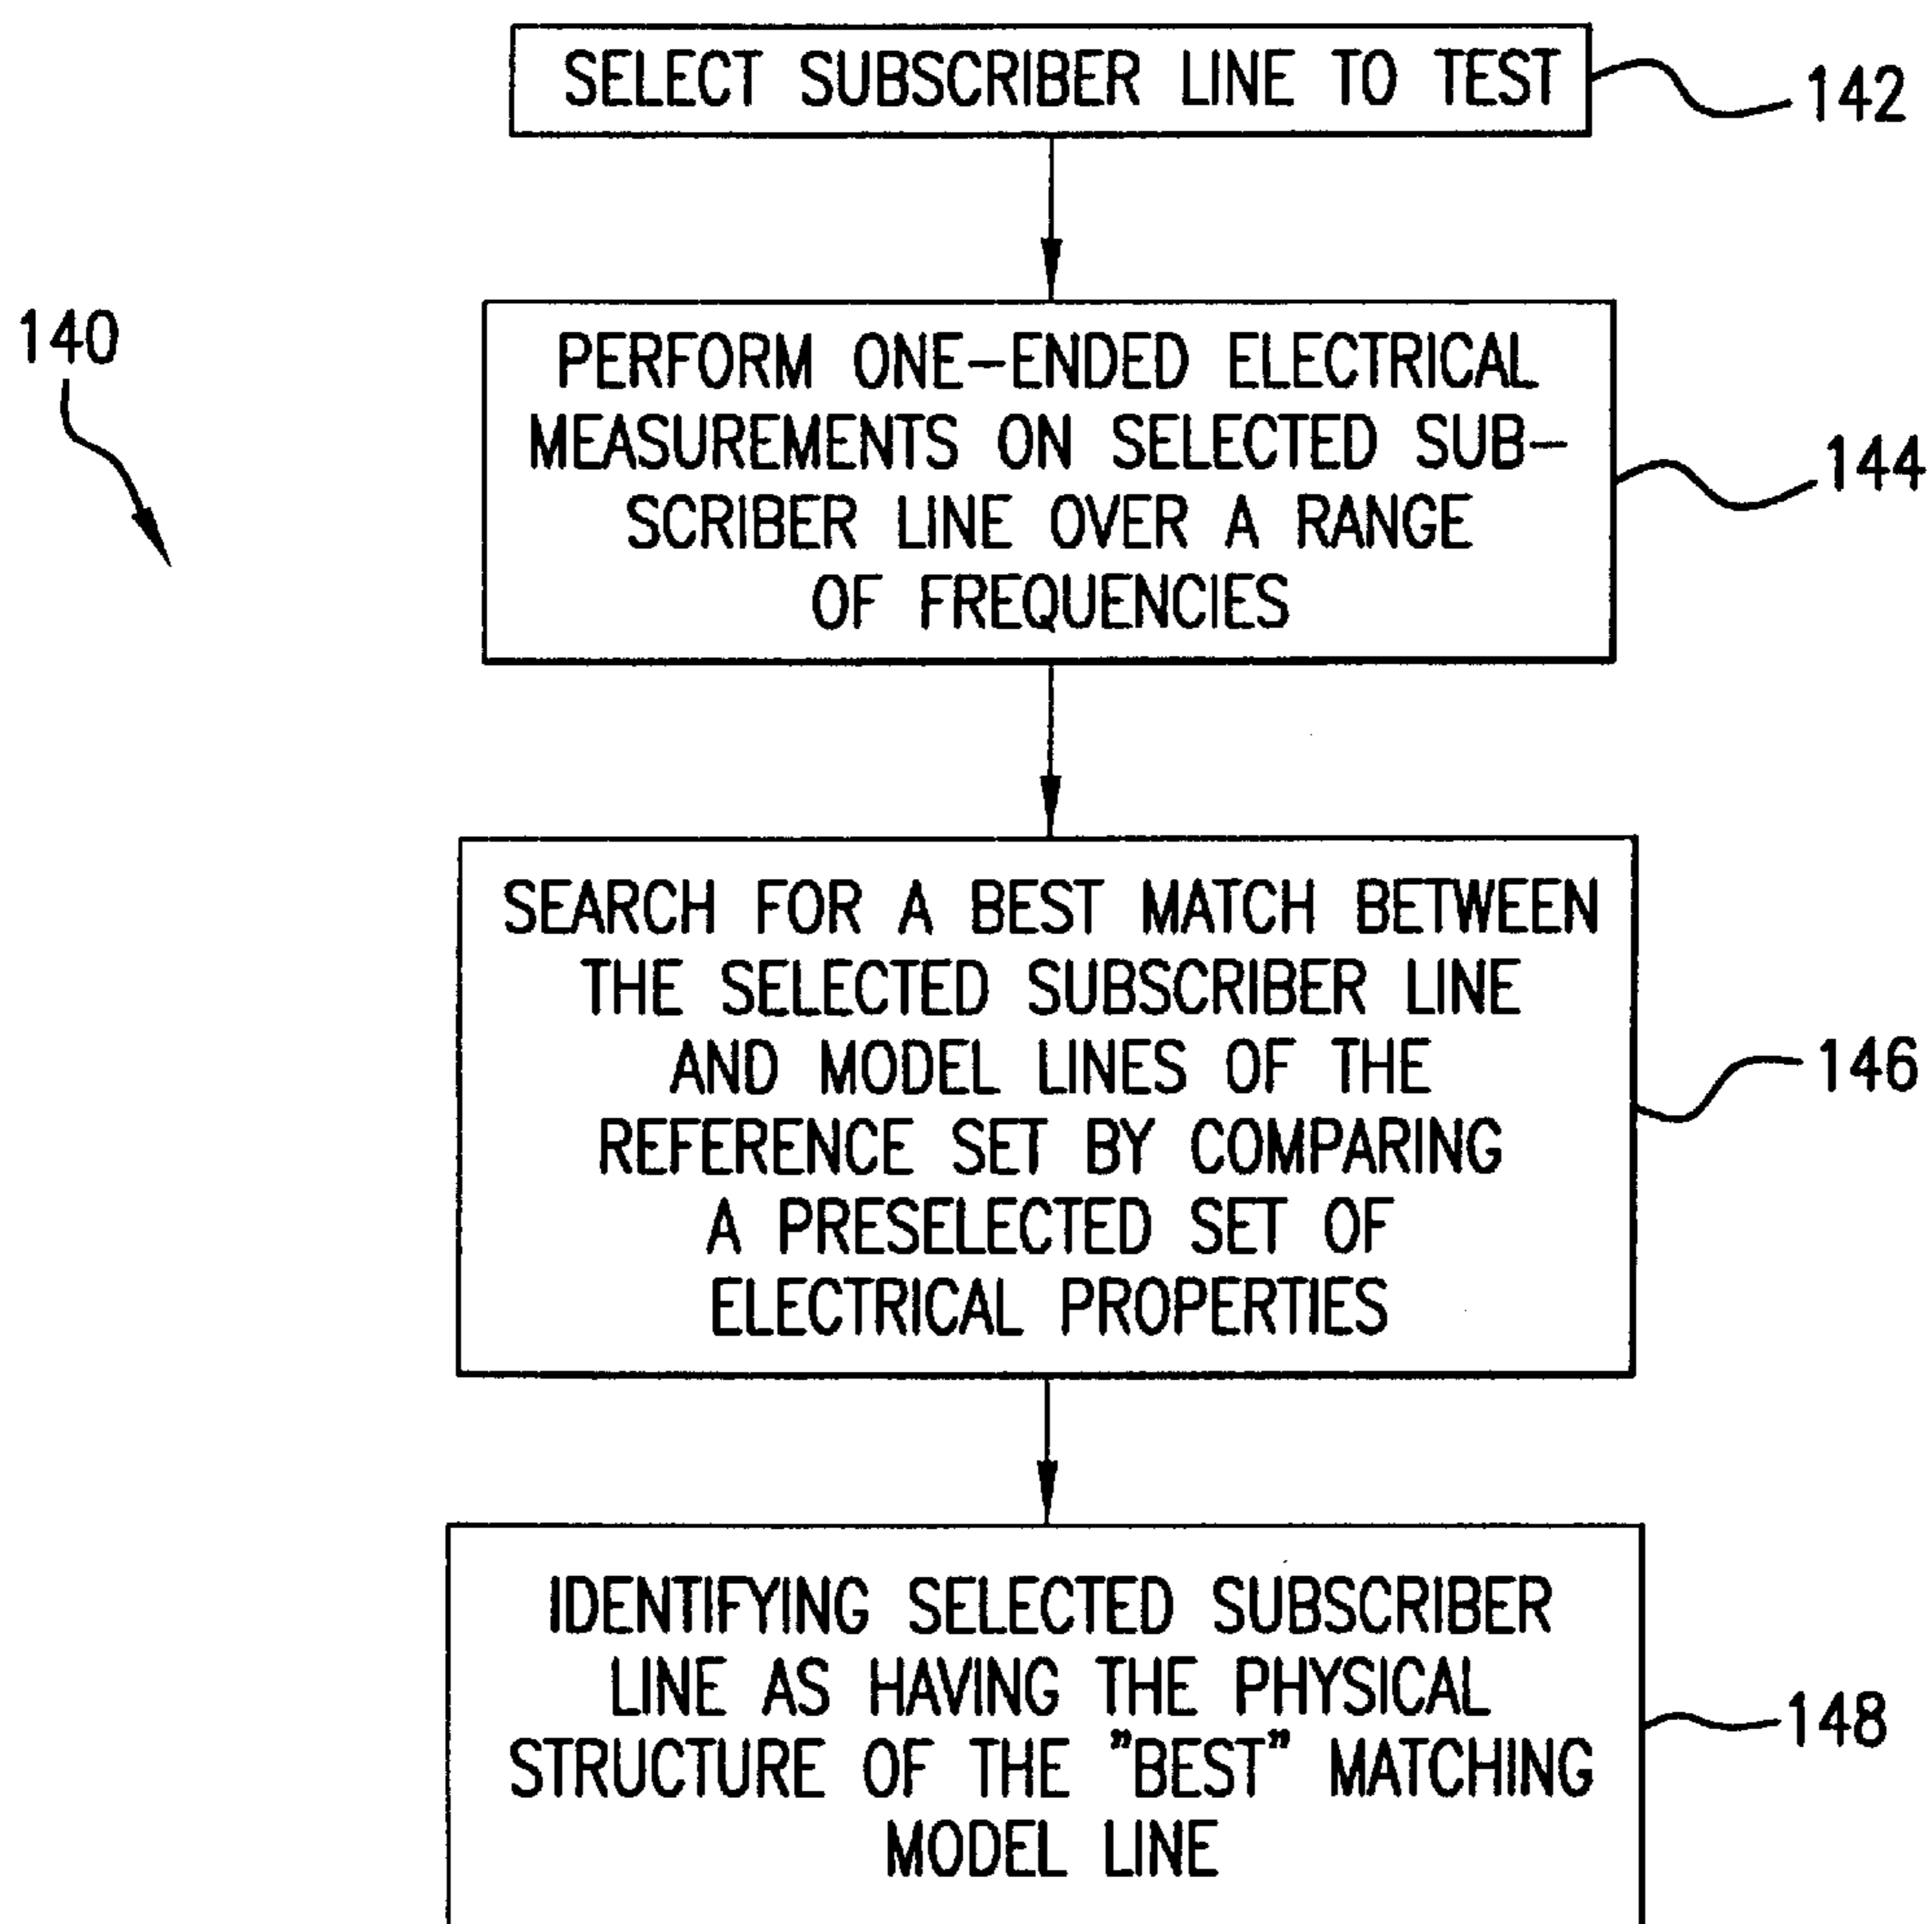 SELECT SUBSCRIBER LINE TO TEST
142
140
PERFORM ONE-ENDED ELECTRICAL
MEASUREMENTS ON SELECTED SUB-
SCRIBER LINE OVER A RANGE
OF FREQUENCIES
144
SEARCH FOR A BEST MATCH BETWEEN
THE SELECTED SUBSCRIBER LINE
AND MODEL LINES OF THE
REFERENCE SET BY COMPARING
A PRESELECTED SET OF
ELECTRICAL PROPERTIES
146
IDENTIFYING SELECTED SUBSCRIBER
LINE AS HAVING THE PHYSICAL
STRUCTURE OF THE "BEST" MATCHING
MODEL LINE
148